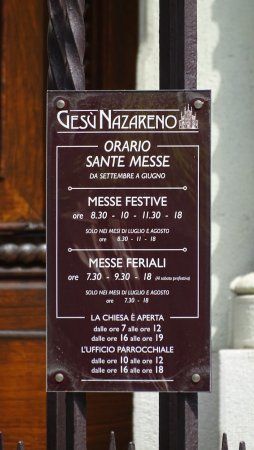 GESÙ NAZARENO
ORARIO
SANTE MESSE
DA SETTEMBRE A GIUGNO
MESSE FESTIVE
ore 8.30 - 10 - 11.30 - 18
SOLO NEI MESI DI LUGLIO E AGOSTO
ore 8.30 - 11 - 18
MESSE FERIALI
ore 7.30 - 9.30 - 18 (Al sabato prefestiva)
SOLO NEI MESI DI LUGLIO E AGOSTO
ore 7.30 - 18
LA CHIESA È APERTA
dalle ore 7 alle ore 12
dalle ore 16 alle ore 19
L'UFFICIO PARROCCHIALE
dalle ore 10 alle ore 12
dalle ore 16 alle ore 18